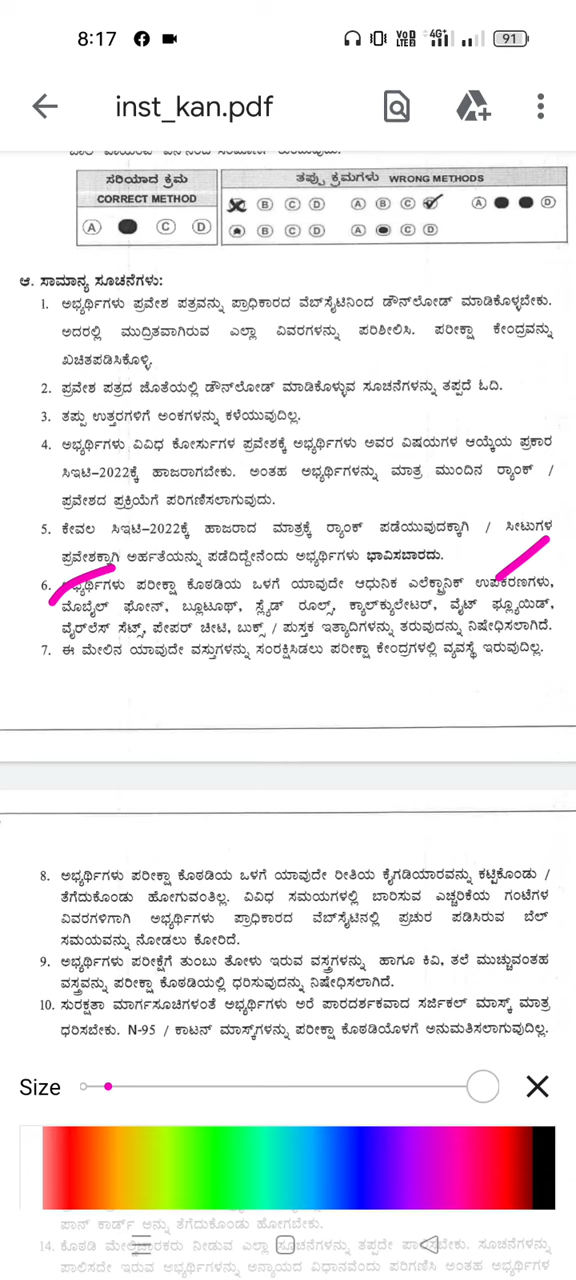 8:17
VoD
LTE2
4G+
91
inst_kan.pdf
ಸರಿಯಾದ ಕ್ರಮ
CORRECT METHOD
A C D
ತಪ್ಪು ಕ್ರಮಗಳು WRONG METHODS
B C D A B C A D
B C D A C D
ಆ. ಸಾಮಾನ್ಯ ಸೂಚನೆಗಳು:
1. ಅಭ್ಯರ್ಥಿಗಳು ಪ್ರವೇಶ ಪತ್ರವನ್ನು ಪ್ರಾಧಿಕಾರದ ವೆಬ್‌ಸೈಟಿನಿಂದ ಡೌನ್‌ಲೋಡ್ ಮಾಡಿಕೊಳ್ಳಬೇಕು.
ಅದರಲ್ಲಿ ಮುದ್ರಿತವಾಗಿರುವ ಎಲ್ಲಾ ವಿವರಗಳನ್ನು ಪರಿಶೀಲಿಸಿ. ಪರೀಕ್ಷಾ ಕೇಂದ್ರವನ್ನು
ಖಚಿತಪಡಿಸಿಕೊಳ್ಳಿ.
2. ಪ್ರವೇಶ ಪತ್ರದ ಜೊತೆಯಲ್ಲಿ ಡೌನ್‌ಲೋಡ್ ಮಾಡಿಕೊಳ್ಳುವ ಸೂಚನೆಗಳನ್ನು ತಪ್ಪದೆ ಓದಿ.
3. ತಪ್ಪು ಉತ್ತರಗಳಿಗೆ ಅಂಕಗಳನ್ನು ಕಳೆಯುವುದಿಲ್ಲ.
4. ಅಭ್ಯರ್ಥಿಗಳು ವಿವಿಧ ಕೋರ್ಸುಗಳ ಪ್ರವೇಶಕ್ಕೆ ಅಭ್ಯರ್ಥಿಗಳು ಅವರ ವಿಷಯಗಳ ಆಯ್ಕೆಯ ಪ್ರಕಾರ
ಸಿಇಟಿ-2022ಕ್ಕೆ ಹಾಜರಾಗಬೇಕು. ಅಂತಹ ಅಭ್ಯರ್ಥಿಗಳನ್ನು ಮಾತ್ರ ಮುಂದಿನ ರ‍್ಯಾಂಕ್ /
ಪ್ರವೇಶದ ಪ್ರಕ್ರಿಯೆಗೆ ಪರಿಗಣಿಸಲಾಗುವುದು.
5. ಕೇವಲ ಸಿಇಟಿ-2022ಕ್ಕೆ ಹಾಜರಾದ ಮಾತ್ರಕ್ಕೆ ರ‍್ಯಾಂಕ್ ಪಡೆಯುವುದಕ್ಕಾಗಿ / ಸೀಟುಗಳ
ಪ್ರವೇಶಕ್ಕಾಗಿ ಅರ್ಹತೆಯನ್ನು ಪಡೆದಿದ್ದೇನೆಂದು ಅಭ್ಯರ್ಥಿಗಳು ಭಾವಿಸಬಾರದು.
6. ಅಭ್ಯರ್ಥಿಗಳು ಪರೀಕ್ಷಾ ಕೊಠಡಿಯ ಒಳಗೆ ಯಾವುದೇ ಆಧುನಿಕ ಎಲೆಕ್ಟ್ರಾನಿಕ್ ಉಪಕರಣಗಳು,
ಮೊಬೈಲ್ ಫೋನ್, ಬ್ಲೂಟೂಥ್, ಸ್ಲೈಡ್ ರೂಲ್ಸ್, ಕ್ಯಾಲ್‌ಕ್ಯುಲೇಟರ್, ವೈಟ್ ಫ್ಲ್ಯೂಯಿಡ್,
ವೈರ್‌ಲೆಸ್ ಸೆಟ್ಸ್, ಪೇಪರ್ ಚೀಟಿ, ಬುಕ್ಸ್ / ಪುಸ್ತಕ ಇತ್ಯಾದಿಗಳನ್ನು ತರುವುದನ್ನು ನಿಷೇಧಿಸಲಾಗಿದೆ.
7. ಈ ಮೇಲಿನ ಯಾವುದೇ ವಸ್ತುಗಳನ್ನು ಸಂರಕ್ಷಿಸಿಡಲು ಪರೀಕ್ಷಾ ಕೇಂದ್ರಗಳಲ್ಲಿ ವ್ಯವಸ್ಥೆ ಇರುವುದಿಲ್ಲ.
8. ಅಭ್ಯರ್ಥಿಗಳು ಪರೀಕ್ಷಾ ಕೊಠಡಿಯ ಒಳಗೆ ಯಾವುದೇ ರೀತಿಯ ಕೈಗಡಿಯಾರವನ್ನು ಕಟ್ಟಿಕೊಂಡು /
ತೆಗೆದುಕೊಂಡು ಹೋಗುವಂತಿಲ್ಲ. ವಿವಿಧ ಸಮಯಗಳಲ್ಲಿ ಬಾರಿಸುವ ಎಚ್ಚರಿಕೆಯ ಗಂಟೆಗಳ
ವಿವರಗಳಿಗಾಗಿ ಅಭ್ಯರ್ಥಿಗಳು ಪ್ರಾಧಿಕಾರದ ವೆಬ್‌ಸೈಟಿನಲ್ಲಿ ಪ್ರಚುರ ಪಡಿಸಿರುವ ಬೆಲ್
ಸಮಯವನ್ನು ನೋಡಲು ಕೋರಿದೆ.
9. ಅಭ್ಯರ್ಥಿಗಳು ಪರೀಕ್ಷೆಗೆ ತುಂಬು ತೋಳು ಇರುವ ವಸ್ತ್ರಗಳನ್ನು ಹಾಗೂ ಕಿವಿ, ತಲೆ ಮುಚ್ಚುವಂತಹ
ವಸ್ತ್ರವನ್ನು ಪರೀಕ್ಷಾ ಕೊಠಡಿಯಲ್ಲಿ ಧರಿಸುವುದನ್ನು ನಿಷೇಧಿಸಲಾಗಿದೆ.
10. ಸುರಕ್ಷತಾ ಮಾರ್ಗಸೂಚಿಗಳಂತೆ ಅಭ್ಯರ್ಥಿಗಳು ಅರೆ ಪಾರದರ್ಶಕವಾದ ಸರ್ಜಿಕಲ್ ಮಾಸ್ಕ್ ಮಾತ್ರ
ಧರಿಸಬೇಕು. N-95 / ಕಾಟನ್ ಮಾಸ್ಕ್‌ಗಳನ್ನು ಪರೀಕ್ಷಾ ಕೊಠಡಿಯೊಳಗೆ ಅನುಮತಿಸಲಾಗುವುದಿಲ್ಲ.
Size
ಪಾನ್ ಕಾರ್ಡ್ ಅನ್ನು ತೆಗೆದುಕೊಂಡು ಹೋಗಬೇಕು.
14. ಕೊಠಡಿ ಮೇಲ್ವಿಚಾರಕರು ನೀಡುವ ಎಲ್ಲಾ ಸೂಚನೆಗಳನ್ನು ತಪ್ಪದೇ ಪಾಲಿಸಬೇಕು. ಸೂಚನೆಗಳನ್ನು
ಪಾಲಿಸದೇ ಇರುವ ಅಭ್ಯರ್ಥಿಗಳನ್ನು ಅನ್ಯಾಯದ ವಿಧಾನವೆಂದು ಪರಿಗಣಿಸಿ ಅಂತಹ ಅಭ್ಯರ್ಥಿಗಳ